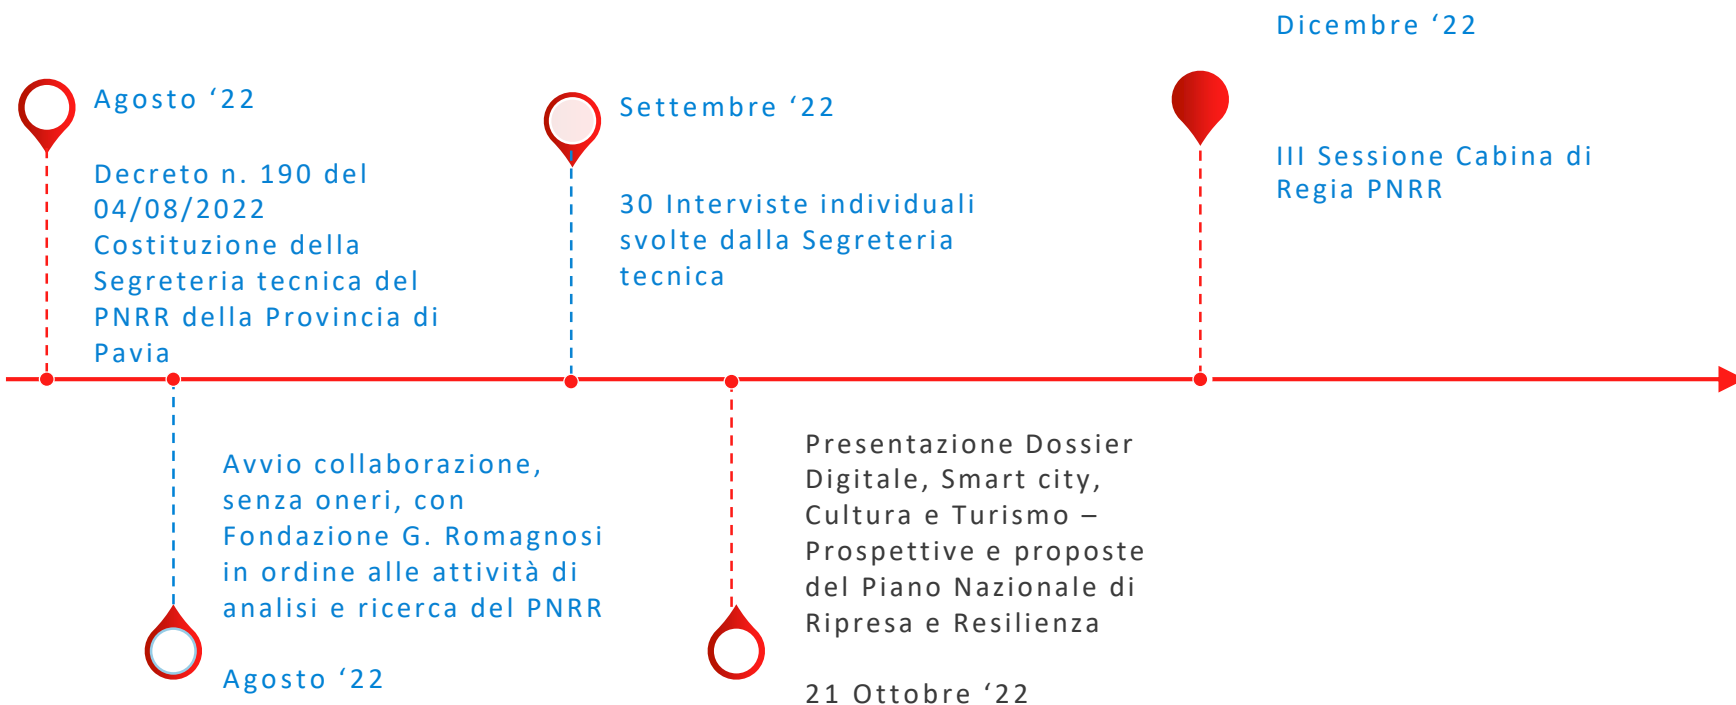 Agosto ‘22
Decreto n. 190 del
04/08/2022
Costituzione della
Segreteria tecnica del
PNRR della Provincia di
Pavia
Avvio collaborazione,
senza oneri, con
Fondazione G. Romagnosi
in ordine alle attività di
analisi e ricerca del PNRR
Agosto ‘22
Settembre ‘22
30 Interviste individuali
svolte dalla Segreteria
tecnica
Presentazione Dossier
Digitale, Smart city,
Cultura e Turismo –
Prospettive e proposte
del Piano Nazionale di
Ripresa e Resilienza
21 Ottobre ‘22
Dicembre ‘22
III Sessione Cabina di
Regia PNRR